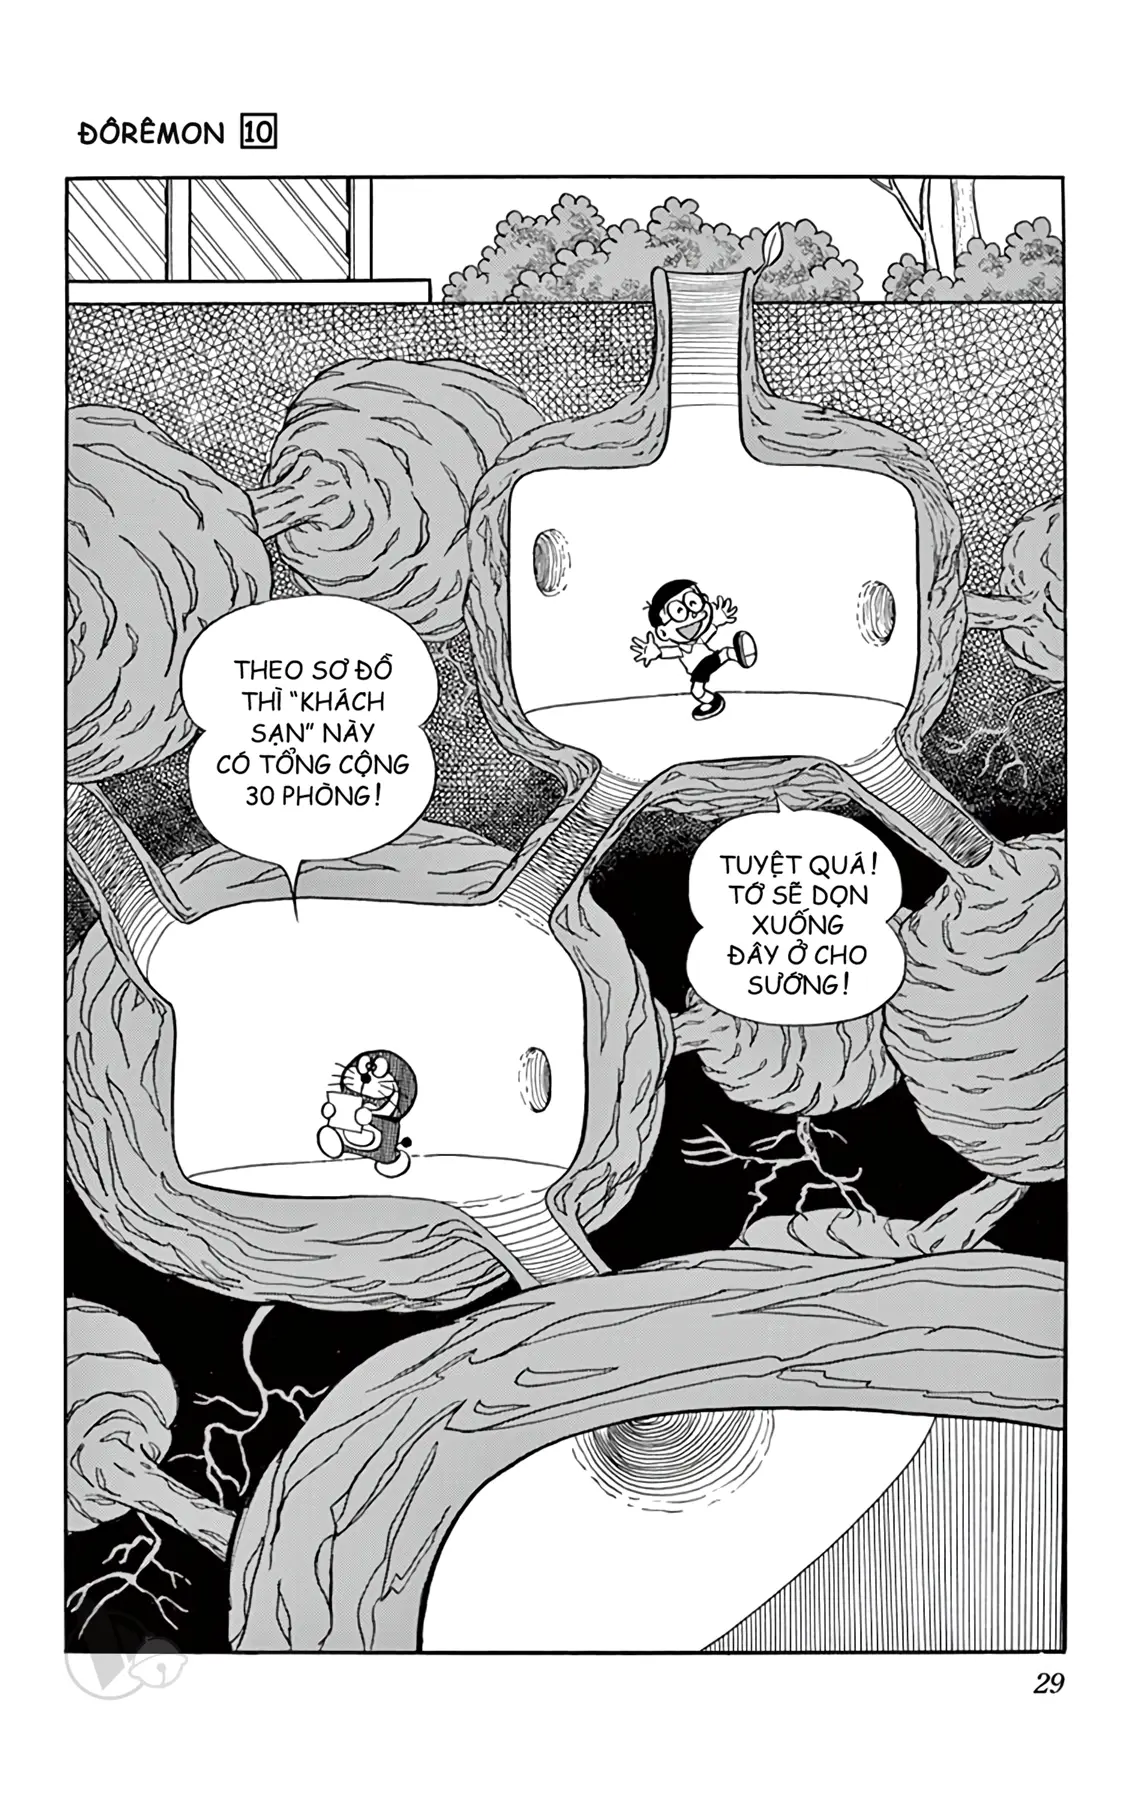 ĐÔRÊMON 10
THEO SƠ ĐỒ
THÌ “KHÁCH
SẠN” NÀY
CÓ TỔNG CỘNG
30 PHÒNG!
TUYỆT QUÁ!
TỚ SẼ DỌN
XUỐNG
ĐÂY Ở CHO
SƯỚNG!
29